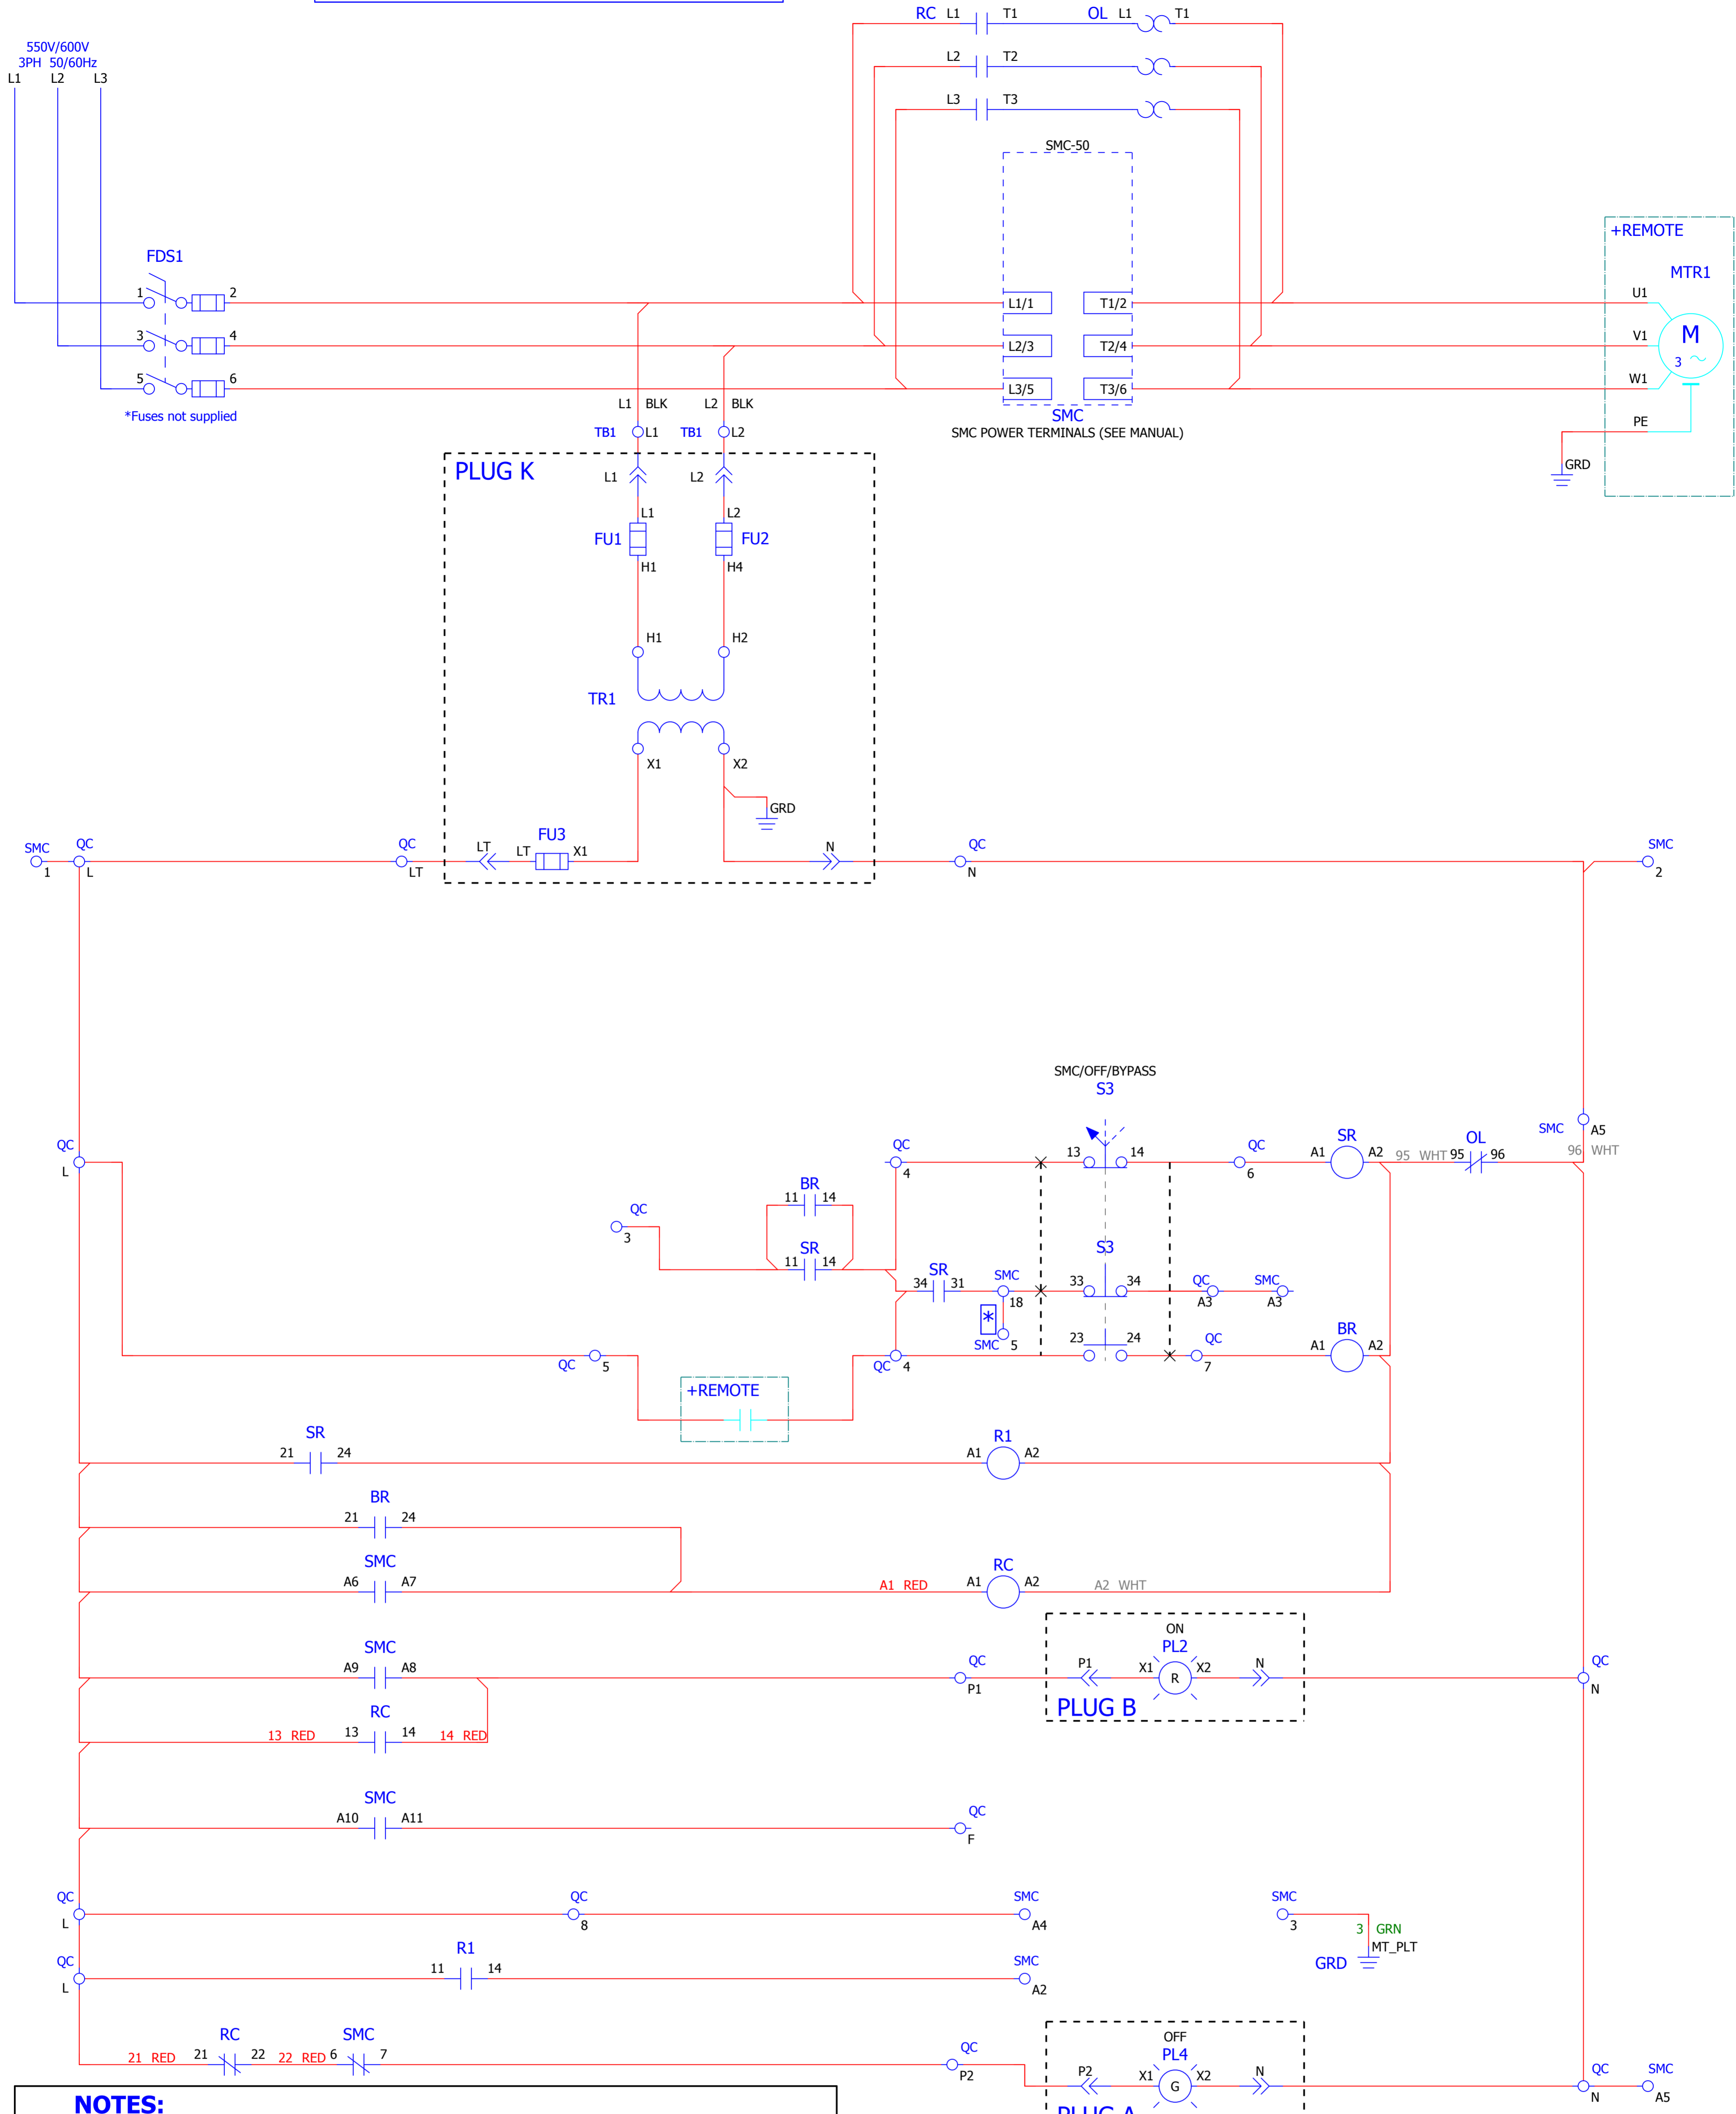 RC L1 T1 OL L1 T1
550V/600V
3PH 50/60Hz
L1 L2 L3
L2 T2
L3 T3
SMC-50
+REMOTE
MTR1
FDS1
1 2 L1/1 T1/2 U1
3 4 L2/3 T2/4 V1
M
3
5 6 L3/5 T3/6 W1
*Fuses not supplied
SMC
SMC POWER TERMINALS (SEE MANUAL)
PE
GRD
L1 BLK L2 BLK
TB1 L1 TB1 L2
PLUG K
L1 L2
L1 L2
FU1 FU2
H1 H4
H1 H2
TR1
X1 X2
GRD
FU3
SMC QC QC LT LT X1 N QC SMC
1 L LT N 2
SMC/OFF/BYPASS
S3
SMC A5
QC QC 13 14 QC SR OL
L 4 6 A1 A2 95 WHT 95 96 96 WHT
BR
11 14
QC
3
SR
11 14
S3
SR
34 31 SMC 33 34 QC SMC
18 A3 A3
*
SMC 5 23 24 QC BR
QC 5 QC 4 7 A1 A2
+REMOTE
SR R1
21 24 A1 A2
BR
21 24
SMC RC
A6 A7 A1 RED A1 A2 A2 WHT
ON
SMC PL2
A9 A8 QC P1 X1 R X2 N QC
P1 N
PLUG B
RC
13 RED 13 14 14 RED
SMC
A10 A11 QC
F
QC QC SMC SMC
L 8 A4 3
3 GRN
MT_PLT
GRD
QC R1 SMC
L 11 14 A2
OFF
RC SMC PL4
21 RED 21 22 22 RED 6 7 QC P2 X1 G X2 N QC SMC
P2 N A5
PLUG A
NOTES: